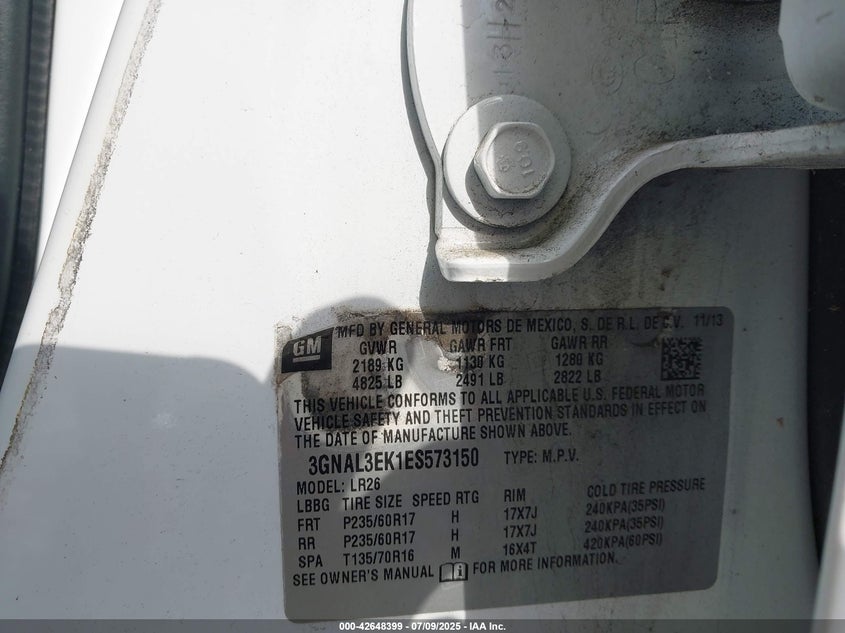 13H2
109
GM
MFD BY GENERAL MOTORS DE MEXICO, S. DE R.L. DE C.V. 11/13
GVWR GAWR FRT GAWR RR
2189 KG 1130 KG 1280 KG
4825 LB 2491 LB 2822 LB
THIS VEHICLE CONFORMS TO ALL APPLICABLE U.S. FEDERAL MOTOR
VEHICLE SAFETY AND THEFT PREVENTION STANDARDS IN EFFECT ON
THE DATE OF MANUFACTURE SHOWN ABOVE.
3GNAL3EK1ES573150 TYPE: M.P.V.
MODEL: LR26
LBBG TIRE SIZE SPEED RTG RIM COLD TIRE PRESSURE
FRT P235/60R17 H 17X7J 240KPA(35PSI)
RR P235/60R17 H 17X7J 240KPA(35PSI)
SPA T135/70R16 M 16X4T 420KPA(60PSI)
SEE OWNER'S MANUAL FOR MORE INFORMATION.
000-42648399 - 07/09/2025 - IAA Inc.